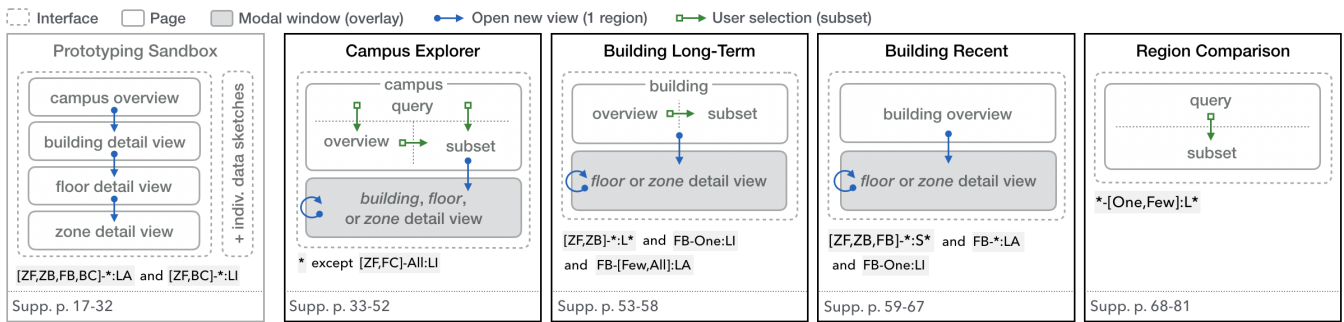 Interface Page Modal window (overlay) Open new view (1 region) User selection (subset)
Prototyping Sandbox
campus overview
building detail view
floor detail view
zone detail view
+ indiv. data sketches
[ZF,ZB,FB,BC]-*:LA and [ZF,BC]-*:LI
Supp. p. 17-32
Campus Explorer
campus
query
overview
subset
building, floor,
or zone detail view
* except [ZF,FC]-All:LI
Supp. p. 33-52
Building Long-Term
building
overview subset
floor or zone detail view
[ZF,ZB]-*:L* and FB-One:LI
and FB-[Few,All]:LA
Supp. p. 53-58
Building Recent
building overview
floor or zone detail view
[ZF,ZB,FB]-*:S* and FB-*:LA
and FB-One:LI
Supp. p. 59-67
Region Comparison
query
subset
*-[One,Few]:L*
Supp. p. 68-81